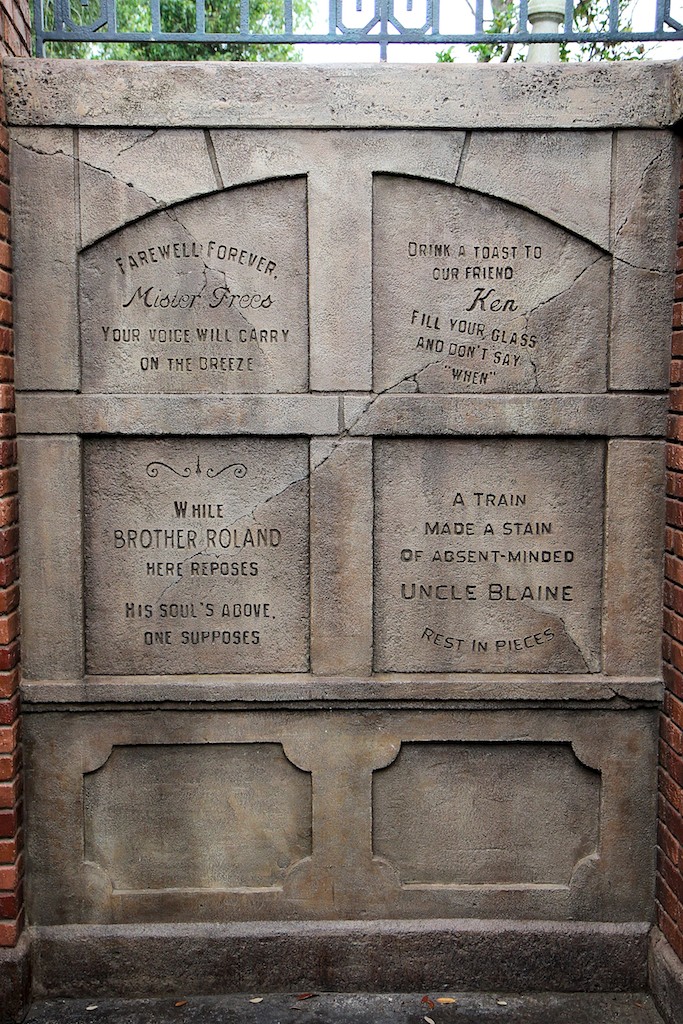 FAREWELL FOREVER,
Mister Frees
YOUR VOICE WILL CARRY
ON THE BREEZE
DRINK A TOAST TO
OUR FRIEND
Ken
FILL YOUR GLASS
AND DON'T SAY
"WHEN"
WHILE
BROTHER ROLAND
HERE REPOSES
HIS SOUL'S ABOVE,
ONE SUPPOSES
A TRAIN
MADE A STAIN
OF ABSENT-MINDED
UNCLE BLAINE
REST IN PIECES